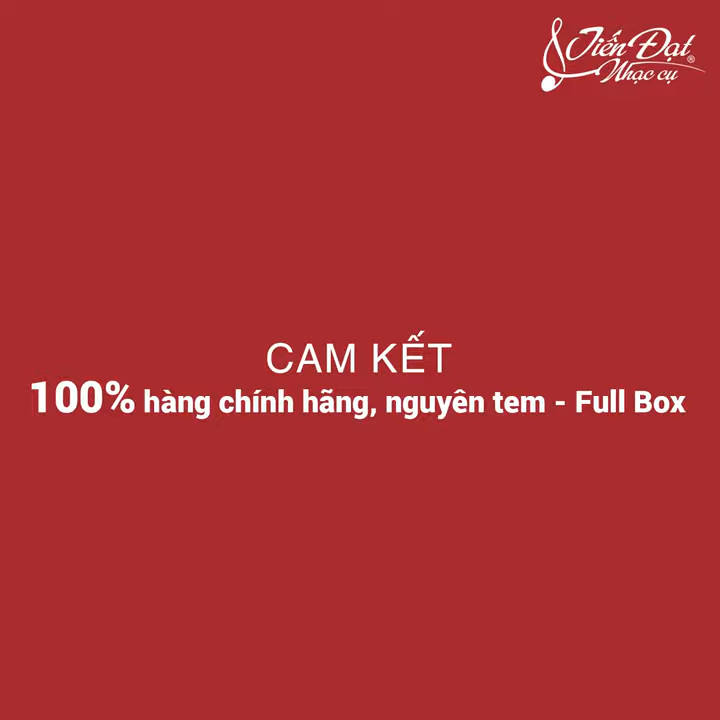 Tiến Đạt®
Nhạc cụ
CAM KẾT
100% hàng chính hãng, nguyên tem - Full Box